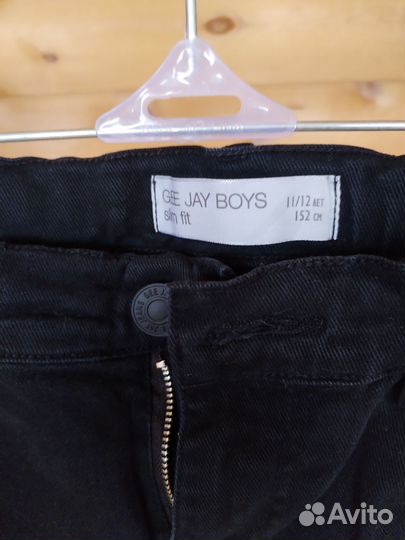 GEE JAY BOYS
slim fit
11/12 ЛЕТ
152 СМ
Avito